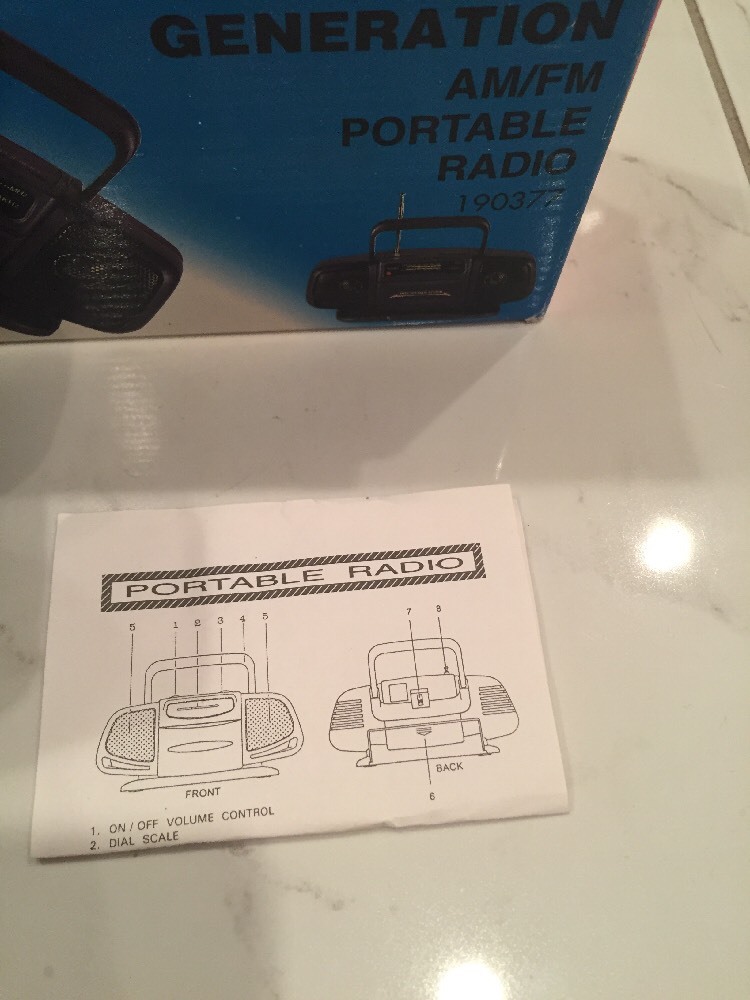 GENERATION
AM/FM
PORTABLE
RADIO
190377
PORTABLE RADIO
5 1 2 3 4 5 7 8
FRONT
BACK
6
1. ON / OFF VOLUME CONTROL
2. DIAL SCALE